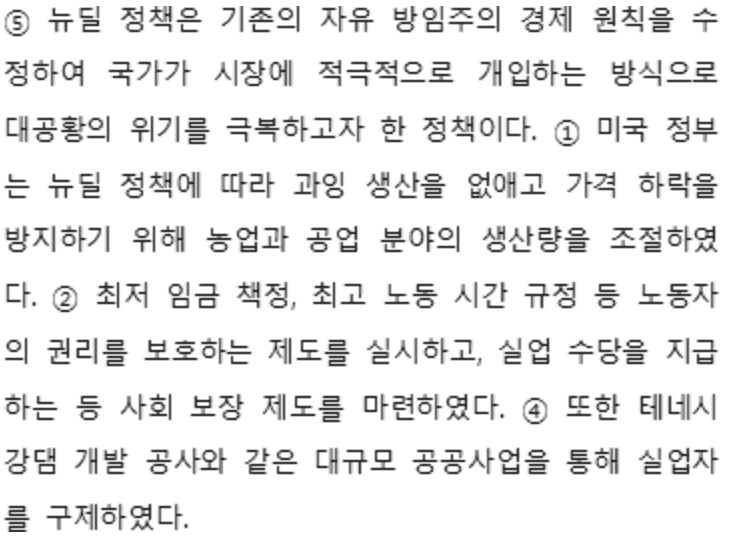 ⑤ 뉴딜 정책은 기존의 자유 방임주의 경제 원칙을 수
정하여 국가가 시장에 적극적으로 개입하는 방식으로
대공황의 위기를 극복하고자 한 정책이다. ① 미국 정부
는 뉴딜 정책에 따라 과잉 생산을 없애고 가격 하락을
방지하기 위해 농업과 공업 분야의 생산량을 조절하였
다. ② 최저 임금 책정, 최고 노동 시간 규정 등 노동자
의 권리를 보호하는 제도를 실시하고, 실업 수당을 지급
하는 등 사회 보장 제도를 마련하였다. ④ 또한 테네시
강댐 개발 공사와 같은 대규모 공공사업을 통해 실업자
를 구제하였다.